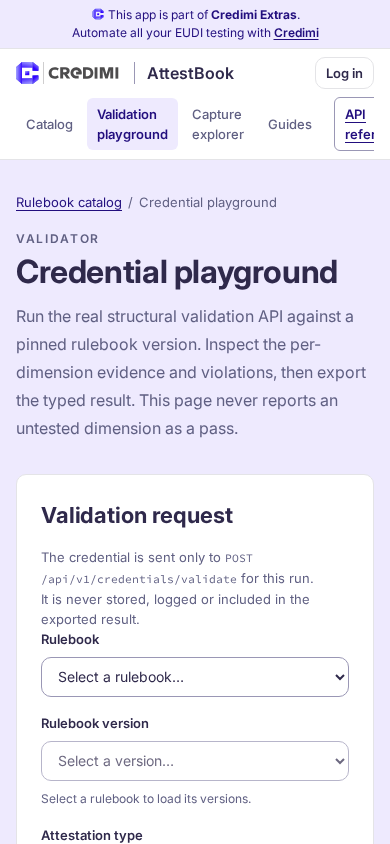 This app is part of Credimi Extras.
Automate all your EUDI testing with Credimi
CREDIMI
AttestBook
Log in
Catalog
Validation
playground
Capture
explorer
Guides
API
refer
Rulebook catalog / Credential playground
VALIDATOR
Credential playground
Run the real structural validation API against a
pinned rulebook version. Inspect the per-
dimension evidence and violations, then export
the typed result. This page never reports an
untested dimension as a pass.
Validation request
The credential is sent only to POST
/api/v1/credentials/validate for this run.
It is never stored, logged or included in the
exported result.
Rulebook
Select a rulebook...
Rulebook version
Select a version...
Select a rulebook to load its versions.
Attestation type